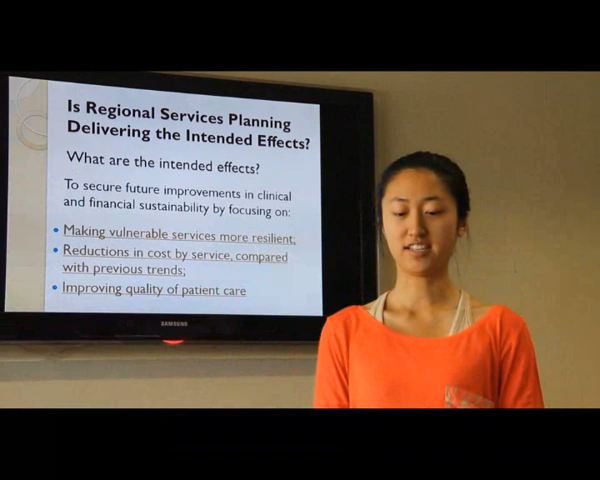 Is Regional Services Planning
Delivering the Intended Effects?
What are the intended effects?
To secure future improvements in clinical
and financial sustainability by focusing on:
• Making vulnerable services more resilient;
• Reductions in cost by service, compared
with previous trends;
• Improving quality of patient care
SAMSUNG